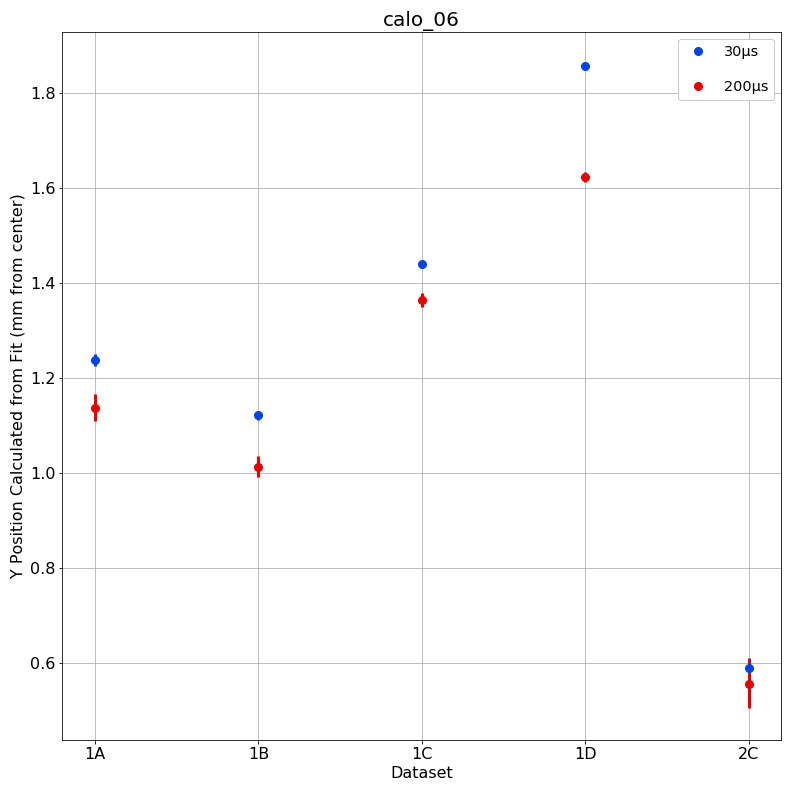 calo_06
30µs
200µs
Y Position Calculated from Fit (mm from center)
1.8
1.6
1.4
1.2
1.0
0.8
0.6
1A 1B 1C 1D 2C
Dataset